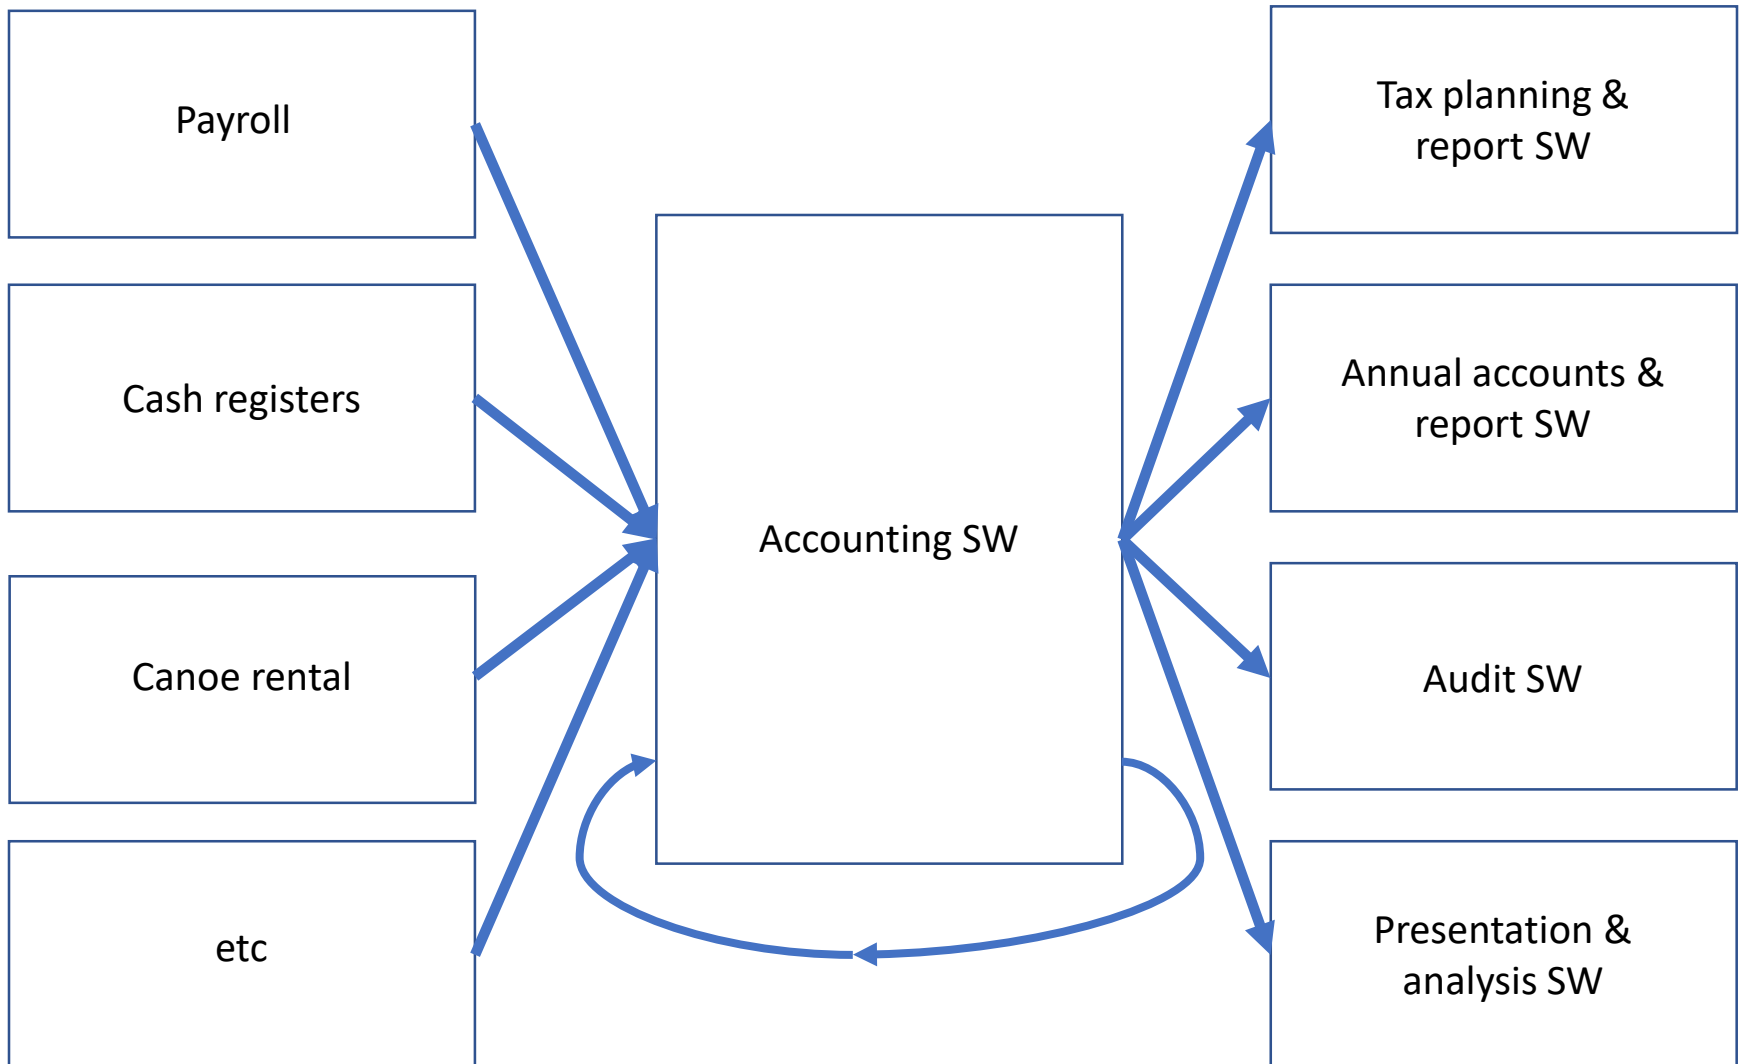 Payroll
Cash registers
Canoe rental
etc
Accounting SW
Tax planning &
report SW
Annual accounts &
report SW
Audit SW
Presentation &
analysis SW